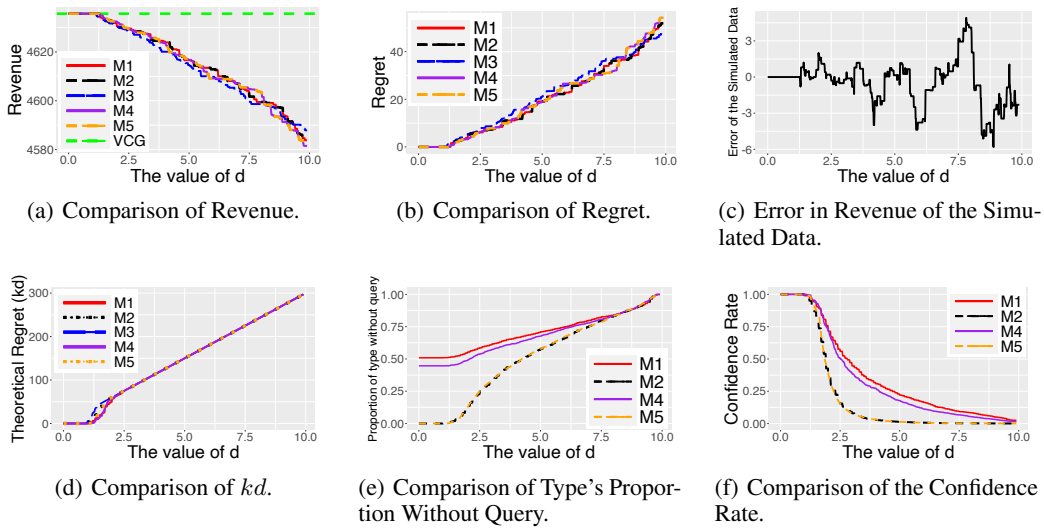 Revenue
4620
4600
4580
M1
M2
M3
M4
M5
VCG
0.0 2.5 5.0 7.5 10.0
The value of d
(a) Comparison of Revenue.
Regret
40
20
0
M1
M2
M3
M4
M5
0.0 2.5 5.0 7.5 10.0
The value of d
(b) Comparison of Regret.
Error of the Simulated Data
3
0
-3
-6
0.0 2.5 5.0 7.5 10.0
The value of d
(c) Error in Revenue of the Simu-
lated Data.
Theoretical Regret (kd)
300
200
100
0
M1
M2
M3
M4
M5
0.0 2.5 5.0 7.5 10.0
The value of d
(d) Comparison of kd.
Proportion of type without query
1.00
0.75
0.50
0.25
0.00
M1
M2
M4
M5
0.0 2.5 5.0 7.5 10.0
The value of d
(e) Comparison of Type's Propor-
tion Without Query.
Confidence Rate
1.00
0.75
0.50
0.25
0.00
M1
M2
M4
M5
0.0 2.5 5.0 7.5 10.0
The value of d
(f) Comparison of the Confidence
Rate.